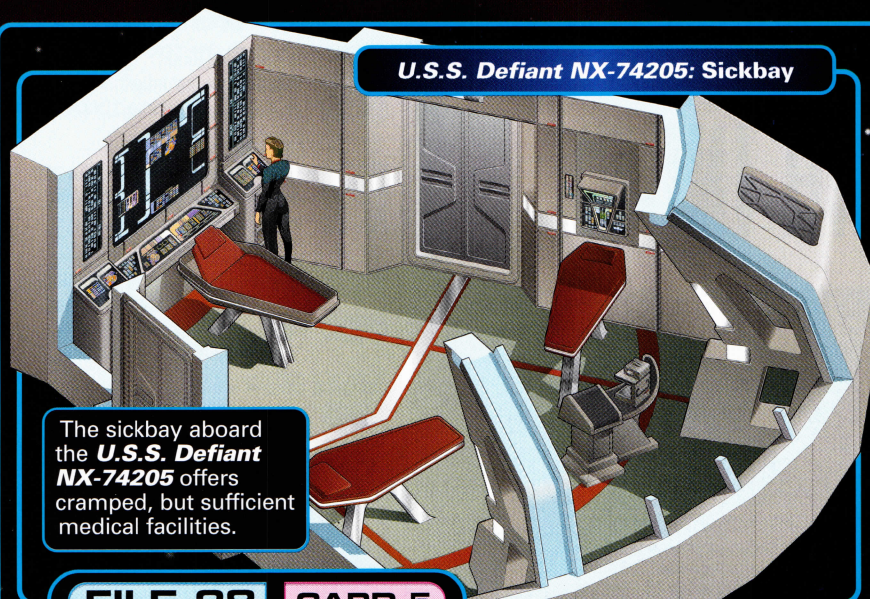 U.S.S. Defiant NX-74205: Sickbay
The sickbay aboard
the U.S.S. Defiant
NX-74205 offers
cramped, but sufficient
medical facilities.